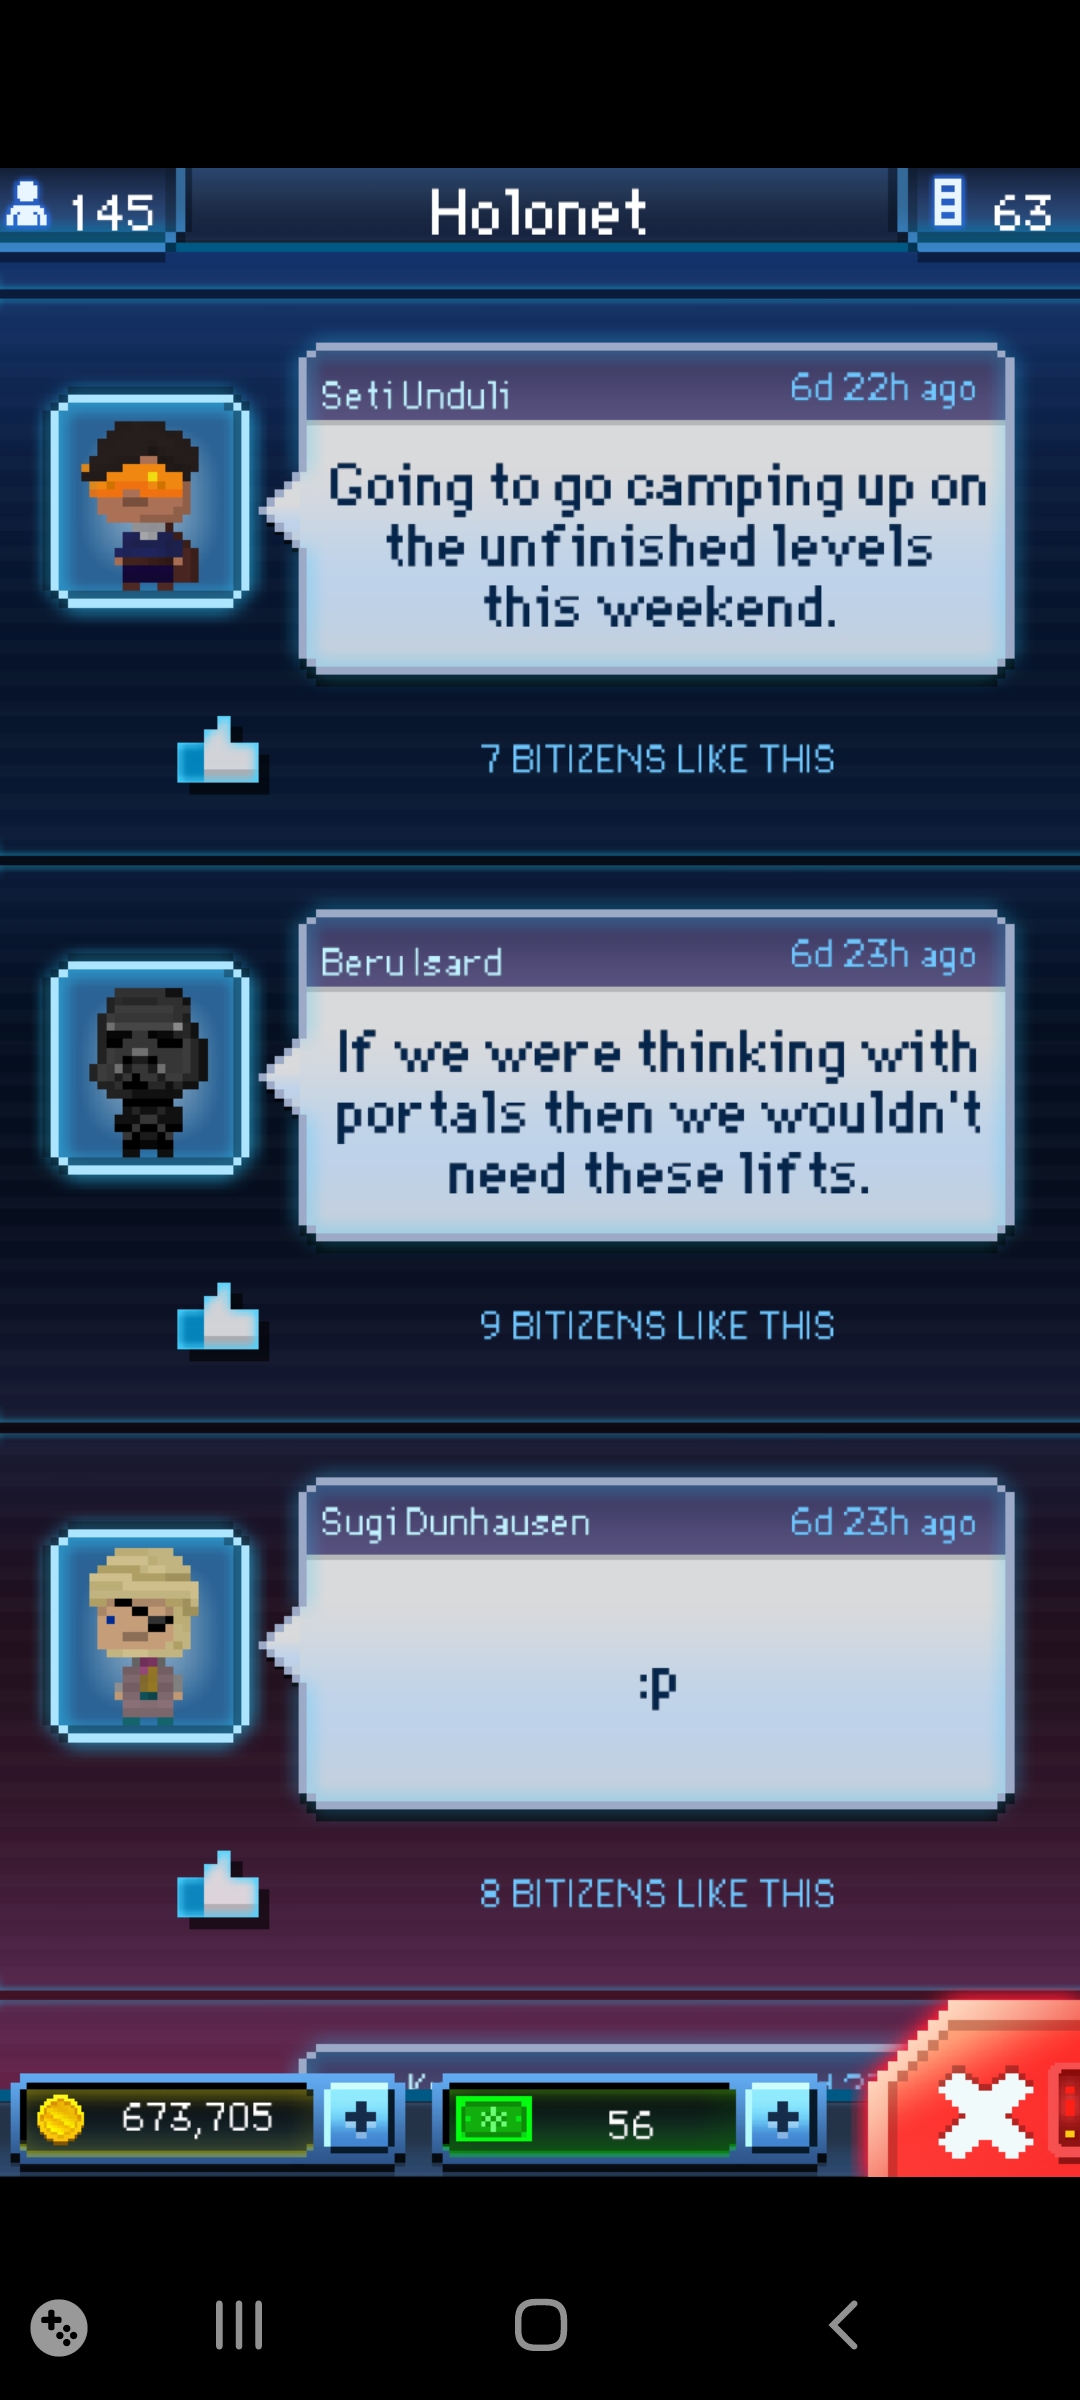 145
Holonet
63
Seti Unduli
6d 22h ago
Going to go camping up on
the unfinished levels
this weekend.
7 BITIZENS LIKE THIS
Beru Isard
6d 23h ago
If we were thinking with
portals then we wouldn't
need these lifts.
9 BITIZENS LIKE THIS
Sugi Dunhausen
6d 23h ago
:p
8 BITIZENS LIKE THIS
673,705
56